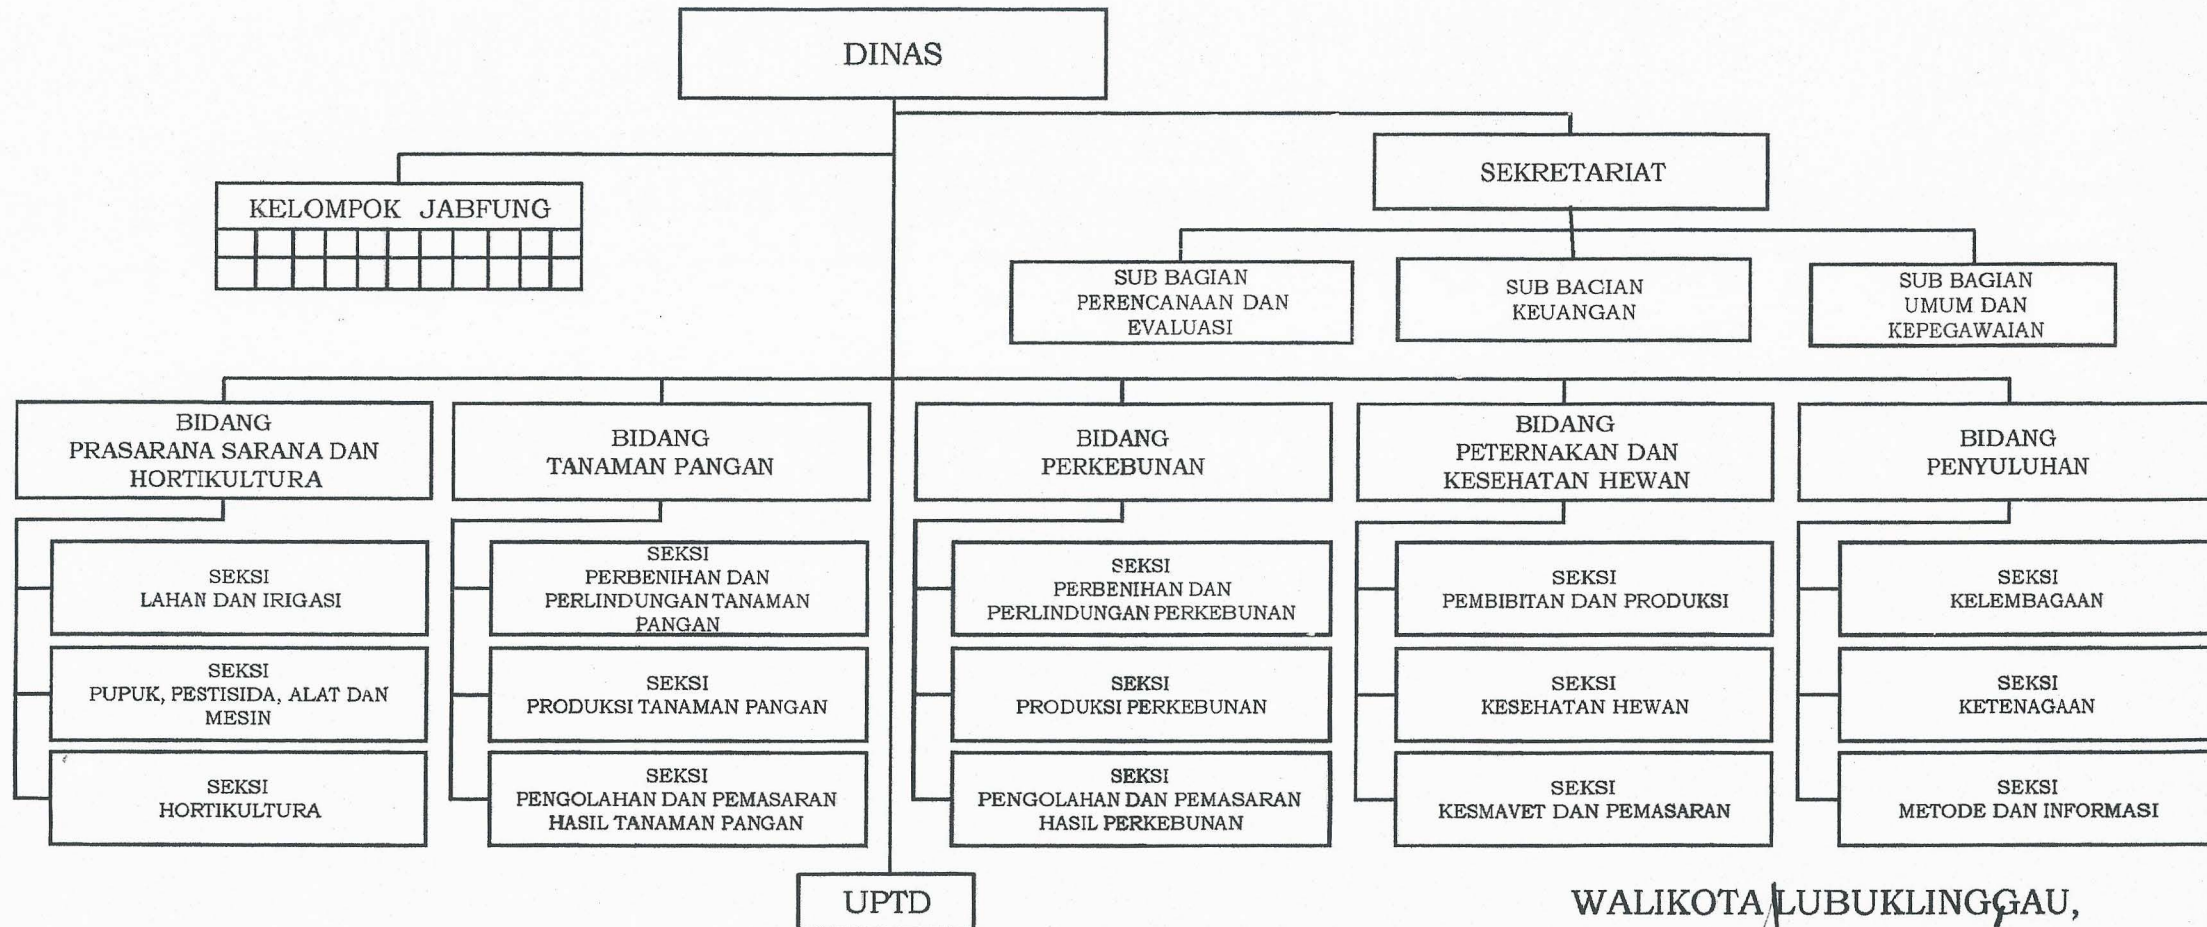 DINAS
SEKRETARIAT
KELOMPOK JABFUNG
SUB BAGIAN
PERENCANAAN DAN
EVALUASI
SUB BAGIAN
KEUANGAN
SUB BAGIAN
UMUM DAN
KEPEGAWAIAN
BIDANG
PRASARANA SARANA DAN
HORTIKULTURA
BIDANG
TANAMAN PANGAN
BIDANG
PERKEBUNAN
BIDANG
PETERNAKAN DAN
KESEHATAN HEWAN
BIDANG
PENYULUHAN
SEKSI
LAHAN DAN IRIGASI
SEKSI
PERBENIHAN DAN
PERLINDUNGAN TANAMAN
PANGAN
SEKSI
PERBENIHAN DAN
PERLINDUNGAN PERKEBUNAN
SEKSI
PEMBIBITAN DAN PRODUKSI
SEKSI
KELEMBAGAAN
SEKSI
PUPUK, PESTISIDA, ALAT DAN
MESIN
SEKSI
PRODUKSI TANAMAN PANGAN
SEKSI
PRODUKSI PERKEBUNAN
SEKSI
KESEHATAN HEWAN
SEKSI
KETENAGAAN
SEKSI
HORTIKULTURA
SEKSI
PENGOLAHAN DAN PEMASARAN
HASIL TANAMAN PANGAN
SEKSI
PENGOLAHAN DAN PEMASARAN
HASIL PERKEBUNAN
SEKSI
KESMAVET DAN PEMASARAN
SEKSI
METODE DAN INFORMASI
UPTD
WALIKOTA LUBUKLINGGAU,